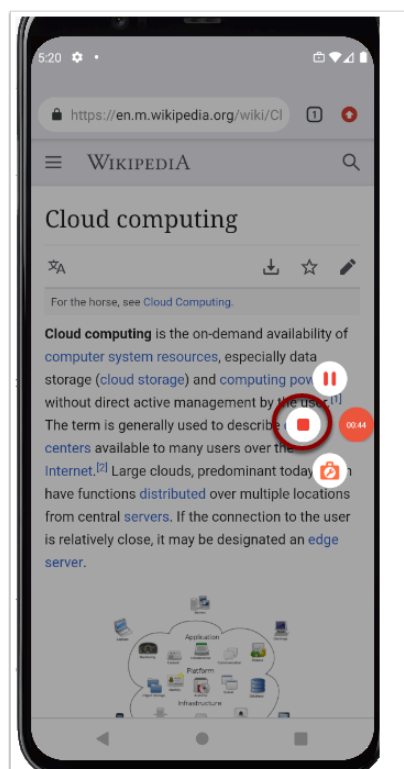 5:20
https://en.m.wikipedia.org/wiki/Cl
1
WIKIPEDIA
Cloud computing
文A
For the horse, see Cloud Computing.
Cloud computing is the on-demand availability of
computer system resources, especially data
storage (cloud storage) and computing pow
without direct active management by the user.[1]
The term is generally used to describe
00:44
centers available to many users over the
Internet.[2] Large clouds, predominant today
have functions distributed over multiple locations
from central servers. If the connection to the user
is relatively close, it may be designated an edge
server.
Application
Platform
Infrastructure